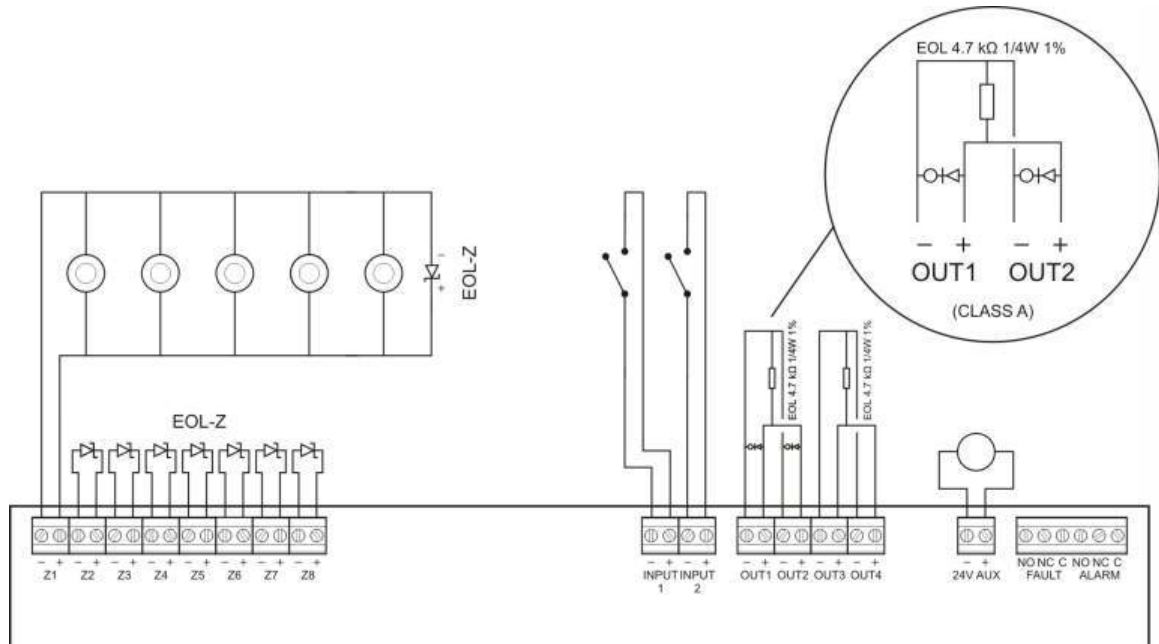 EOL 4.7 kΩ 1/4W 1%
− + − +
OUT1 OUT2
(CLASS A)
−
+
EOL-Z
EOL-Z
EOL 4.7 kΩ 1/4W 1%
EOL 4.7 kΩ 1/4W 1%
− + − + − + − + − + − + − + − +
Z1 Z2 Z3 Z4 Z5 Z6 Z7 Z8
− + − +
INPUT INPUT
1 2
− + − + − + − +
OUT1 OUT2 OUT3 OUT4
− +
24V AUX
NO NC C NO NC C
FAULT ALARM